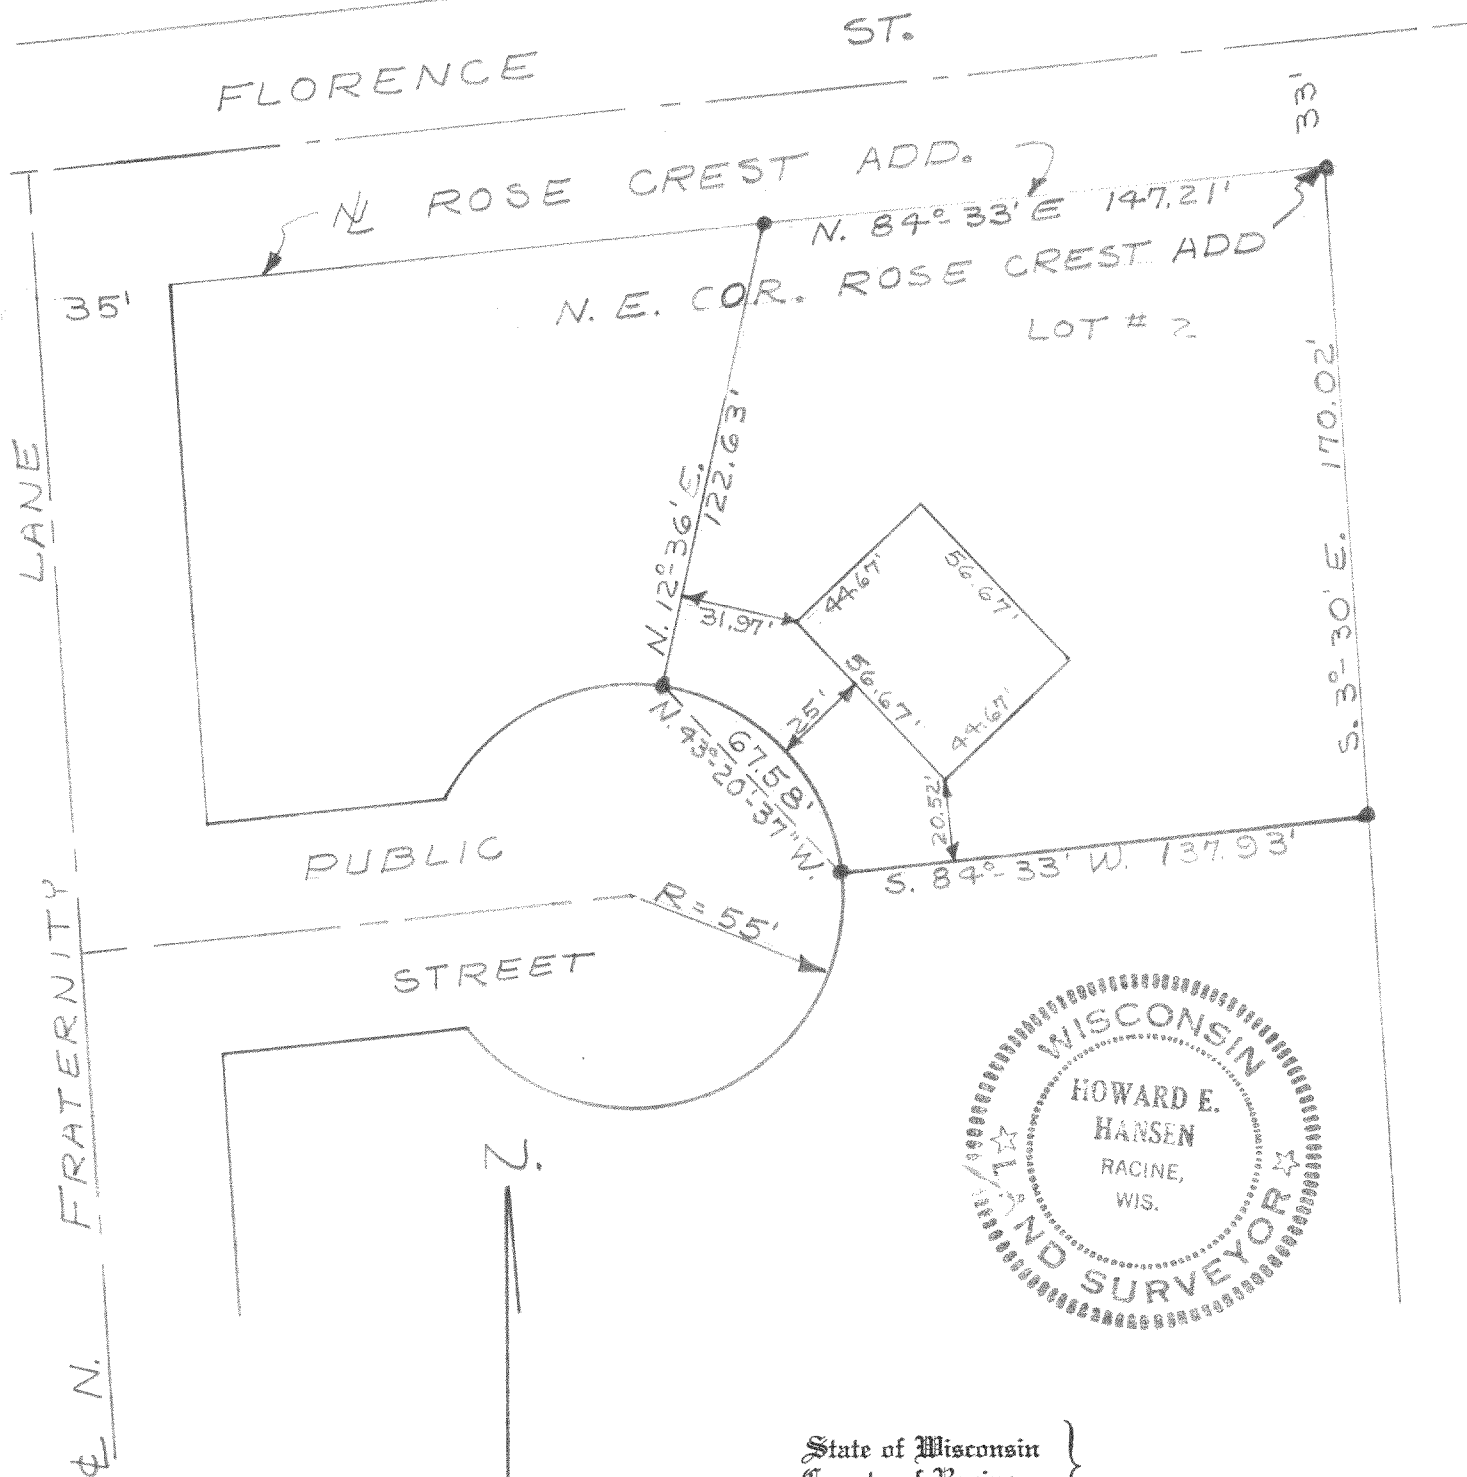 FLORENCE ST.
33'
NL ROSE CREST ADD.
N. 84°-33' E 147.21'
N. E. COR. ROSE CREST ADD
LOT # 2
35'
170.02'
S. 3°-30' E.
122.63'
N. 12°-36' E.
LANE
44.67'
56.67'
31.97'
56.67'
44.67'
25'
20.52'
67.58'
N. 43°-20'-37" W.
S. 84°-33' W. 137.93'
PUBLIC
STREET
R = 55'
FRATERNITY
℄ N.
WISCONSIN
HOWARD E.
HANSEN
RACINE,
WIS.
SURVEYOR
State of Wisconsin